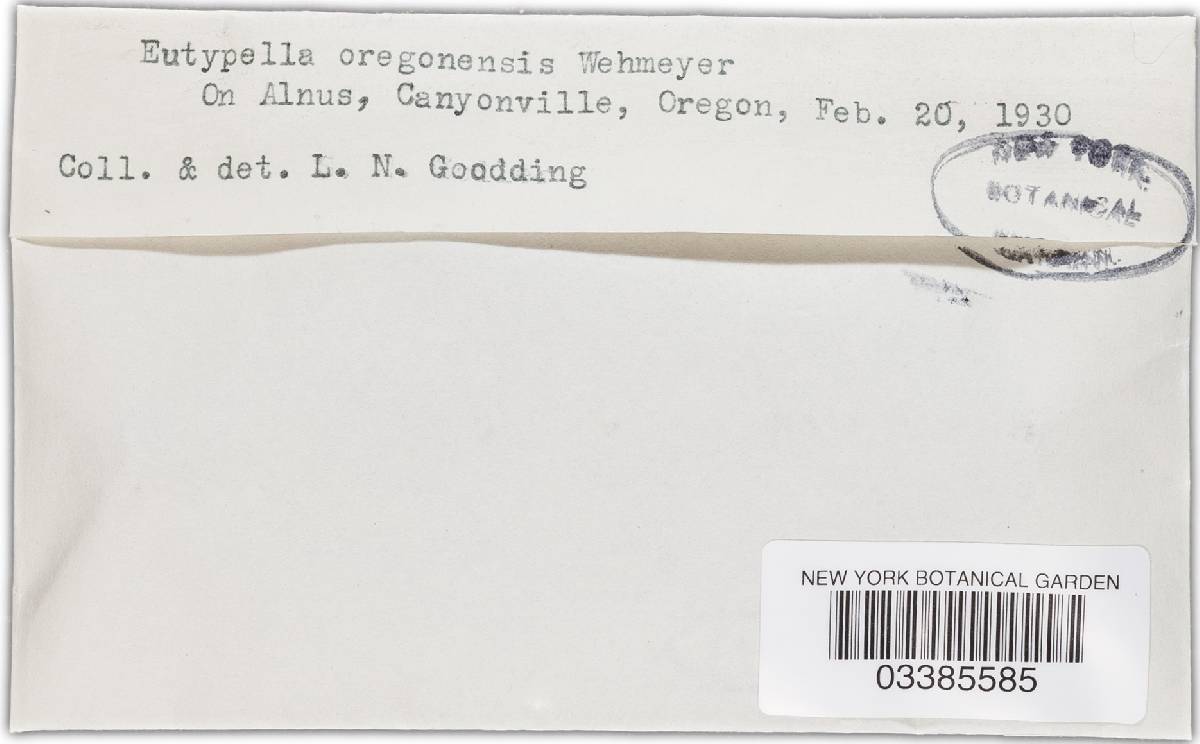 Eutypella oregonensis Wehmeyer
On Alnus, Canyonville, Oregon, Feb. 20, 1930
Coll. & det. L. N. Goodding
NEW YORK
BOTANICAL
NEW YORK BOTANICAL GARDEN
03385585